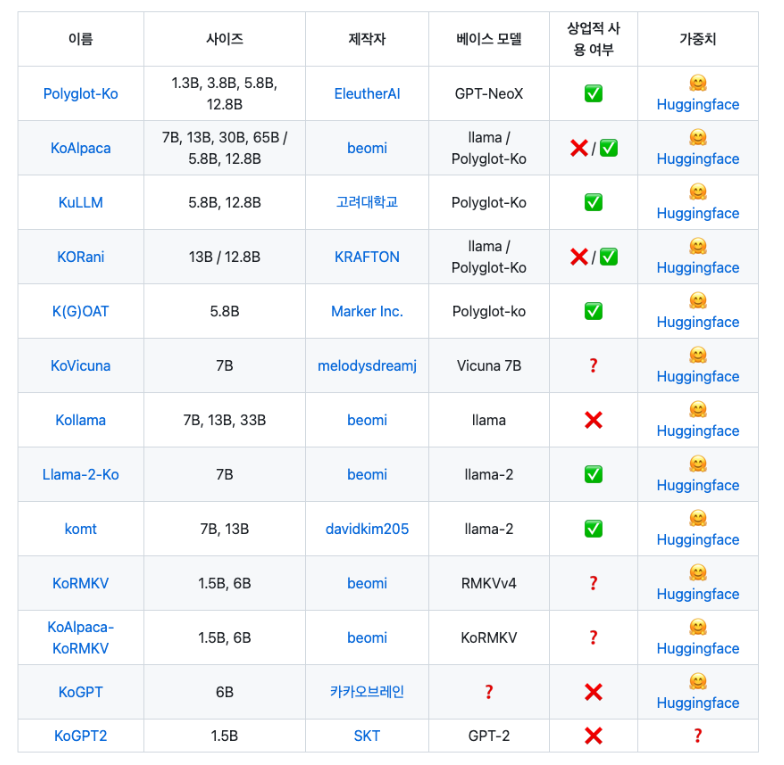 이름 사이즈 제작자 베이스 모델 상업적 사용 여부 가중치
Polyglot-Ko 1.3B, 3.8B, 5.8B, 12.8B EleutherAI GPT-NeoX ✅ 🤗 Huggingface
KoAlpaca 7B, 13B, 30B, 65B / 5.8B, 12.8B beomi llama / Polyglot-Ko ❌ / ✅ 🤗 Huggingface
KuLLM 5.8B, 12.8B 고려대학교 Polyglot-Ko ✅ 🤗 Huggingface
KORani 13B / 12.8B KRAFTON llama / Polyglot-Ko ❌ / ✅ 🤗 Huggingface
K(G)OAT 5.8B Marker Inc. Polyglot-ko ✅ 🤗 Huggingface
KoVicuna 7B melodysdreamj Vicuna 7B ❓ 🤗 Huggingface
Kollama 7B, 13B, 33B beomi llama ❌ 🤗 Huggingface
Llama-2-Ko 7B beomi llama-2 ✅ 🤗 Huggingface
komt 7B, 13B davidkim205 llama-2 ✅ 🤗 Huggingface
KoRMKV 1.5B, 6B beomi RMKVv4 ❓ 🤗 Huggingface
KoAlpaca-KoRMKV 1.5B, 6B beomi KoRMKV ❓ 🤗 Huggingface
KoGPT 6B 카카오브레인 ❓ ❌ 🤗 Huggingface
KoGPT2 1.5B SKT GPT-2 ❌ ❓